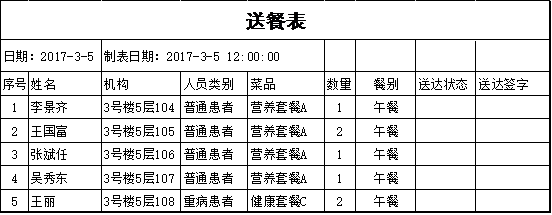 送餐表
日期：2017-3-5 制表日期：2017-3-5 12:00:00
序号 姓名 机构 人员类别 菜品 数量 餐别 送达状态 送达签字
1 李景齐 3号楼5层104 普通患者 营养套餐A 1 午餐
2 王国富 3号楼5层105 普通患者 营养套餐A 2 午餐
3 张斌任 3号楼5层106 普通患者 营养套餐A 1 午餐
4 吴秀东 3号楼5层107 普通患者 营养套餐A 1 午餐
5 王丽 3号楼5层108 重病患者 健康套餐C 2 午餐